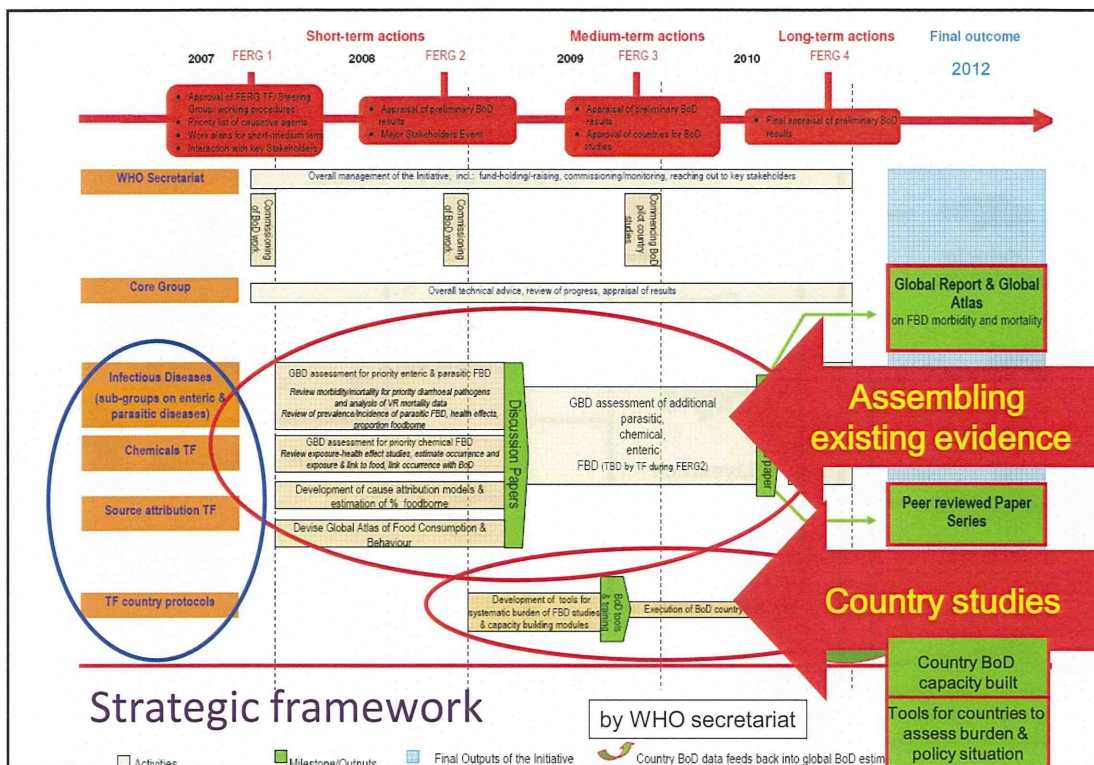 Short-term actions
Medium-term actions
Long-term actions
Final outcome
2007
FERG 1
2008
FERG 2
2009
FERG 3
2010
FERG 4
2012
• Approval of FERG TF/ Steering
Group/ working procedures
• Priority list of causative agents
• Work plans for short-/medium term
• Interaction with key Stakeholders
• Appraisal of preliminary BoD
results
• Major Stakeholders Event
• Appraisal of preliminary BoD
results
• Approval of countries for BoD
studies
• Final appraisal of preliminary BoD
results
WHO Secretariat
Overall management of the Initiative, incl.: fund-holding/-raising, commissioning/monitoring, reaching out to key stakeholders
Commissioning
of BoD work
Commissioning
of BoD work
Commencing BoD
pilot country
studies
Core Group
Overall technical advice, review of progress, appraisal of results
Global Report & Global
Atlas
on FBD morbidity and mortality
Infectious Diseases
(sub-groups on enteric &
parasitic diseases)
GBD assessment for priority enteric & parasitic FBD
Review morbidity/mortality for priority diarrhoeal pathogens
and analysis of VR mortality data
Review of prevalence/incidence of parasitic FBD, health effects,
proportion foodborne
Chemicals TF
GBD assessment for priority chemical FBD
Review exposure-health effect studies, estimate occurrence and
exposure & link to food, link occurrence with BoD
Source attribution TF
Development of cause attribution models &
estimation of % foodborne
Devise Global Atlas of Food Consumption &
Behaviour
Discussion Papers
GBD assessment of additional
parasitic,
chemical,
enteric
FBD (TBD by TF during FERG2)
paper
Assembling
existing evidence
Peer reviewed Paper
Series
TF country protocols
Development of tools for
systematic burden of FBD studies
& capacity building modules
BoD tools
& training
Execution of BoD country
Country studies
Country BoD
capacity built
Tools for countries to
assess burden &
policy situation
Strategic framework
by WHO secretariat
Activities
Milestone/Outputs
Final Outputs of the Initiative
Country BoD data feeds back into global BoD estim